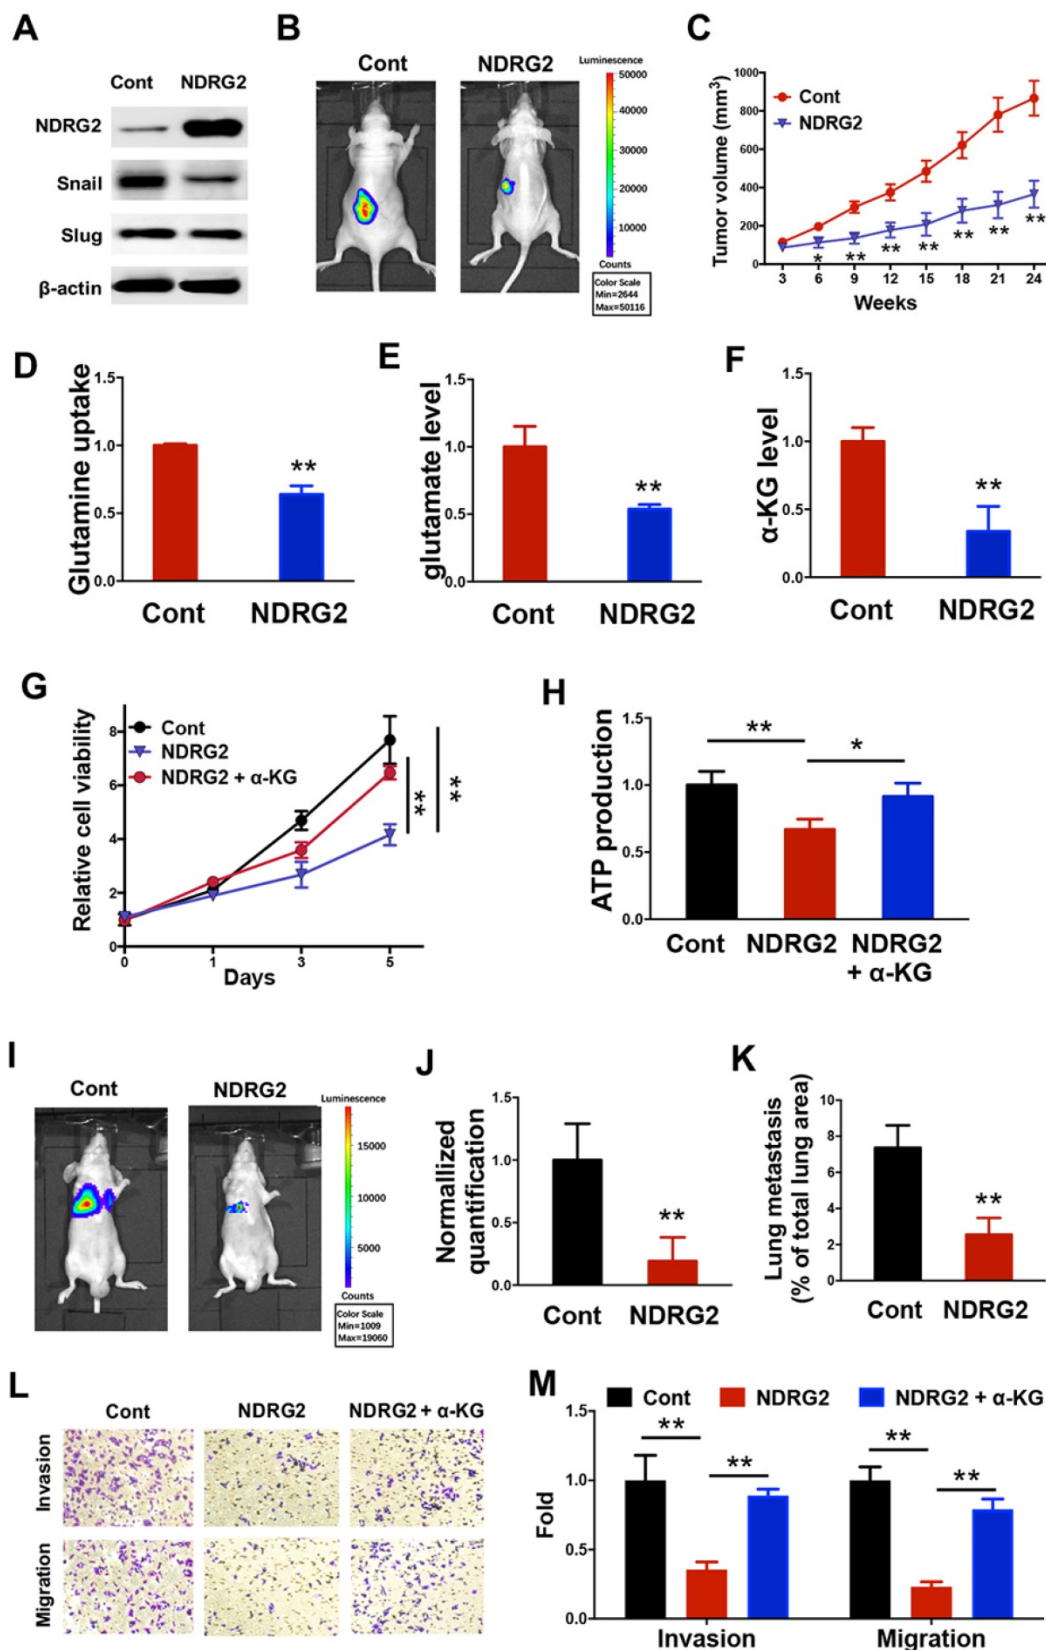 A
Cont NDRG2
NDRG2
Snail
Slug
β-actin
B
Cont
NDRG2
Luminescence
50000
40000
30000
20000
10000
Counts
Color Scale
Min=2644
Max=50116
C
Tumor volume (mm³)
1000
800
600
400
200
0
Cont
NDRG2
* ** ** ** ** ** **
3 6 9 12 15 18 21 24
Weeks
D
Glutamine uptake
1.5
1.0
0.5
0.0
**
Cont NDRG2
E
glutamate level
1.5
1.0
0.5
0.0
**
Cont NDRG2
F
α-KG level
1.5
1.0
0.5
0.0
**
Cont NDRG2
G
Relative cell viability
8
6
4
2
0
Cont
NDRG2
NDRG2 + α-KG
**
**
0 1 3 5
Days
H
ATP production
1.5
1.0
0.5
0.0
**
*
Cont NDRG2 NDRG2
+ α-KG
I
Cont
NDRG2
Luminescence
15000
10000
5000
Counts
Color Scale
Min=1009
Max=19060
J
Normallized
quantification
1.5
1.0
0.5
0.0
**
Cont NDRG2
K
Lung metastasis
(% of total lung area)
10
8
6
4
2
0
**
Cont NDRG2
L
Cont NDRG2 NDRG2 + α-KG
Invasion
Migration
M
Cont NDRG2 NDRG2 + α-KG
Fold
1.5
1.0
0.5
0.0
**
**
**
**
Invasion Migration